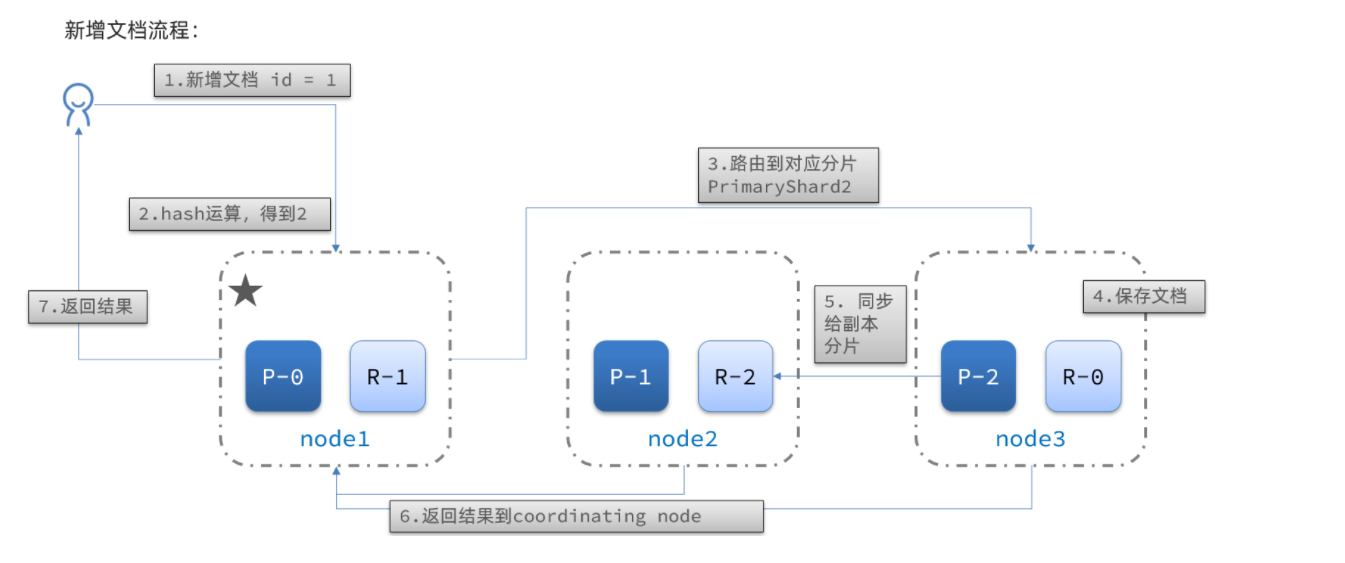 新增文档流程：
1.新增文档 id = 1
3.路由到对应分片
PrimaryShard2
2.hash运算，得到2
7.返回结果
4.保存文档
5. 同步
给副本
分片
P-0
R-1
P-1
R-2
P-2
R-0
node1
node2
node3
6.返回结果到coordinating node